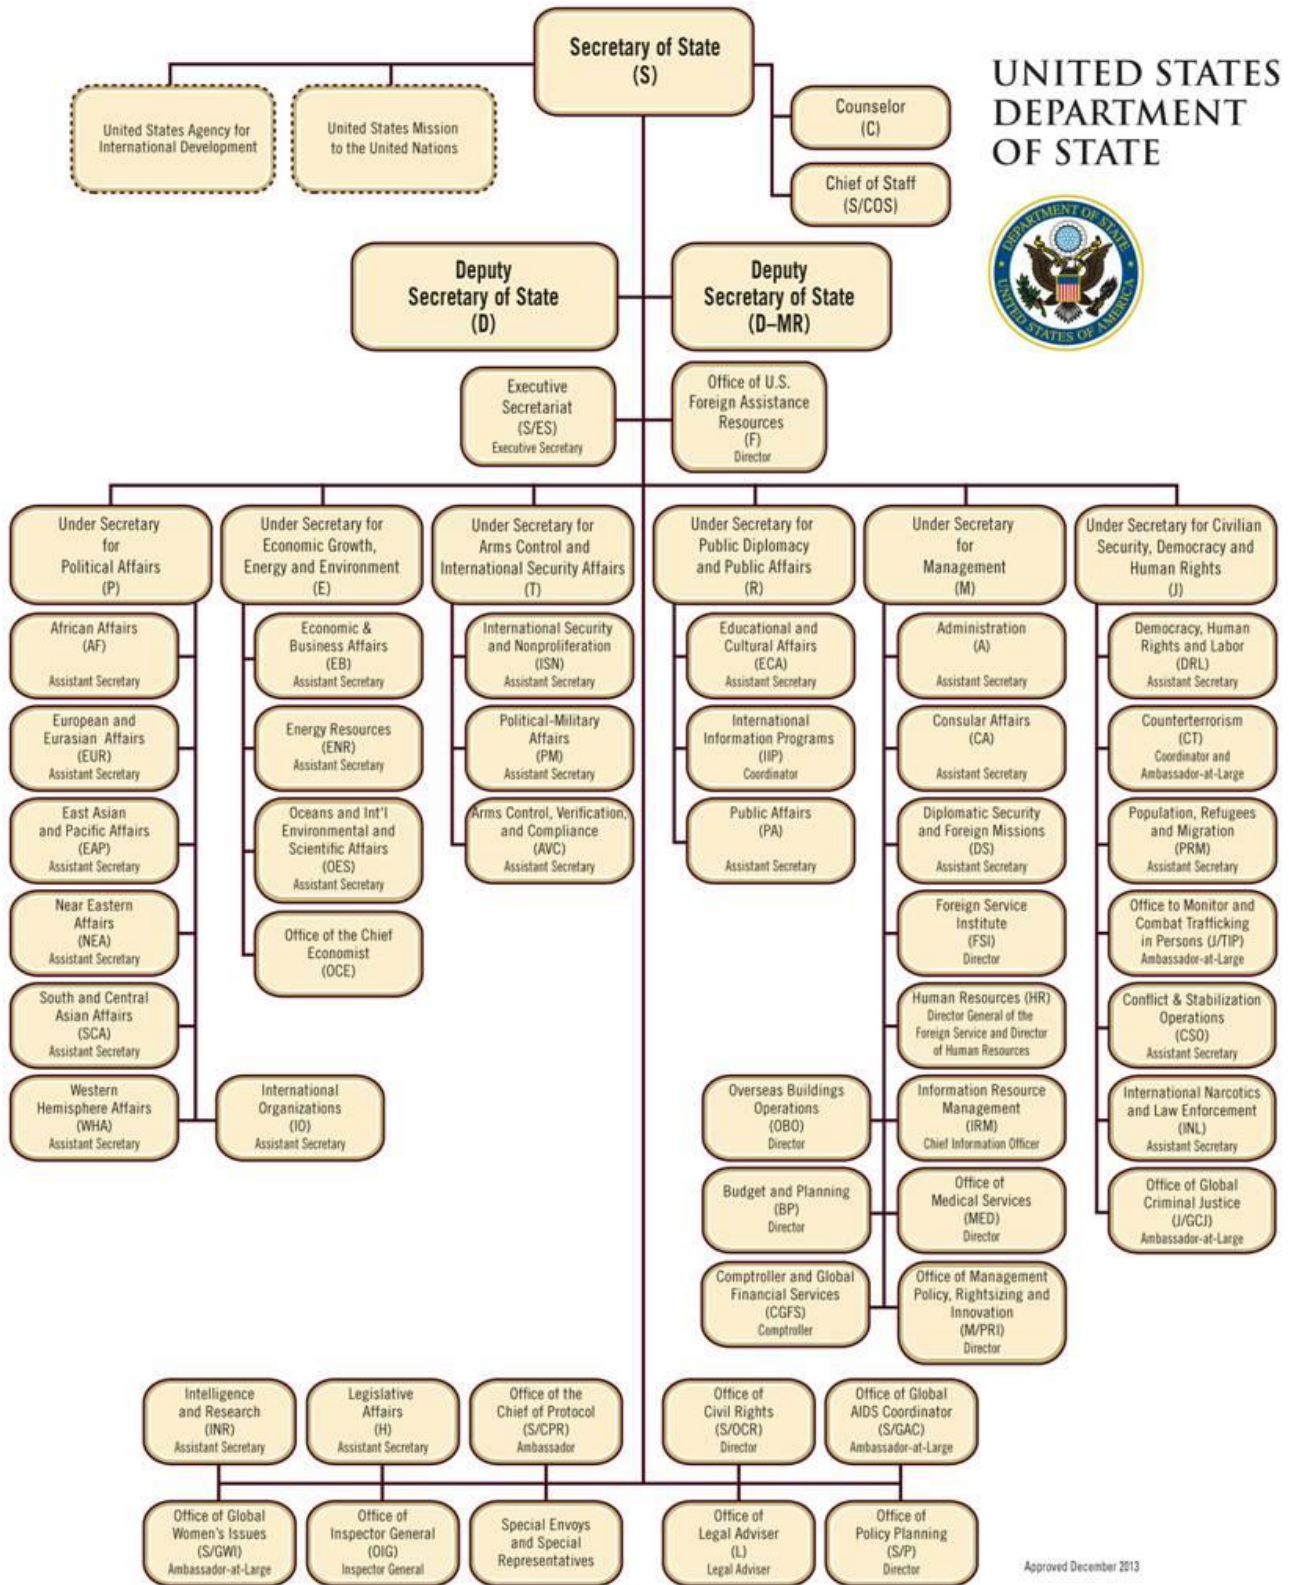 Secretary of State
(S)
UNITED STATES
DEPARTMENT
OF STATE
United States Agency for
International Development
United States Mission
to the United Nations
Counselor
(C)
Chief of Staff
(S/COS)
DEPARTMENT OF STATE
UNITED STATES OF AMERICA
Deputy
Secretary of State
(D)
Deputy
Secretary of State
(D–MR)
Executive
Secretariat
(S/ES)
Executive Secretary
Office of U.S.
Foreign Assistance
Resources
(F)
Director
Under Secretary
for
Political Affairs
(P)
Under Secretary for
Economic Growth,
Energy and Environment
(E)
Under Secretary for
Arms Control and
International Security Affairs
(T)
Under Secretary for
Public Diplomacy
and Public Affairs
(R)
Under Secretary
for
Management
(M)
Under Secretary for Civilian
Security, Democracy and
Human Rights
(J)
African Affairs
(AF)
Assistant Secretary
European and
Eurasian Affairs
(EUR)
Assistant Secretary
East Asian
and Pacific Affairs
(EAP)
Assistant Secretary
Near Eastern
Affairs
(NEA)
Assistant Secretary
South and Central
Asian Affairs
(SCA)
Assistant Secretary
Western
Hemisphere Affairs
(WHA)
Assistant Secretary
International
Organizations
(IO)
Assistant Secretary
Economic &
Business Affairs
(EB)
Assistant Secretary
Energy Resources
(ENR)
Assistant Secretary
Oceans and Int'l
Environmental and
Scientific Affairs
(OES)
Assistant Secretary
Office of the Chief
Economist
(OCE)
International Security
and Nonproliferation
(ISN)
Assistant Secretary
Political-Military
Affairs
(PM)
Assistant Secretary
Arms Control, Verification,
and Compliance
(AVC)
Assistant Secretary
Educational and
Cultural Affairs
(ECA)
Assistant Secretary
International
Information Programs
(IIP)
Coordinator
Public Affairs
(PA)
Assistant Secretary
Administration
(A)
Assistant Secretary
Consular Affairs
(CA)
Assistant Secretary
Diplomatic Security
and Foreign Missions
(DS)
Assistant Secretary
Foreign Service
Institute
(FSI)
Director
Human Resources (HR)
Director General of the
Foreign Service and Director
of Human Resources
Overseas Buildings
Operations
(OBO)
Director
Information Resource
Management
(IRM)
Chief Information Officer
Budget and Planning
(BP)
Director
Office of
Medical Services
(MED)
Director
Comptroller and Global
Financial Services
(CGFS)
Comptroller
Office of Management
Policy, Rightsizing and
Innovation
(M/PRI)
Director
Democracy, Human
Rights and Labor
(DRL)
Assistant Secretary
Counterterrorism
(CT)
Coordinator and
Ambassador-at-Large
Population, Refugees
and Migration
(PRM)
Assistant Secretary
Office to Monitor and
Combat Trafficking
in Persons (J/TIP)
Ambassador-at-Large
Conflict & Stabilization
Operations
(CSO)
Assistant Secretary
International Narcotics
and Law Enforcement
(INL)
Assistant Secretary
Office of Global
Criminal Justice
(J/GCJ)
Ambassador-at-Large
Intelligence
and Research
(INR)
Assistant Secretary
Legislative
Affairs
(H)
Assistant Secretary
Office of the
Chief of Protocol
(S/CPR)
Ambassador
Office of
Civil Rights
(S/OCR)
Director
Office of Global
AIDS Coordinator
(S/GAC)
Ambassador-at-Large
Office of Global
Women's Issues
(S/GWI)
Ambassador-at-Large
Office of
Inspector General
(OIG)
Inspector General
Special Envoys
and Special
Representatives
Office of
Legal Adviser
(L)
Legal Adviser
Office of
Policy Planning
(S/P)
Director
Approved December 2013